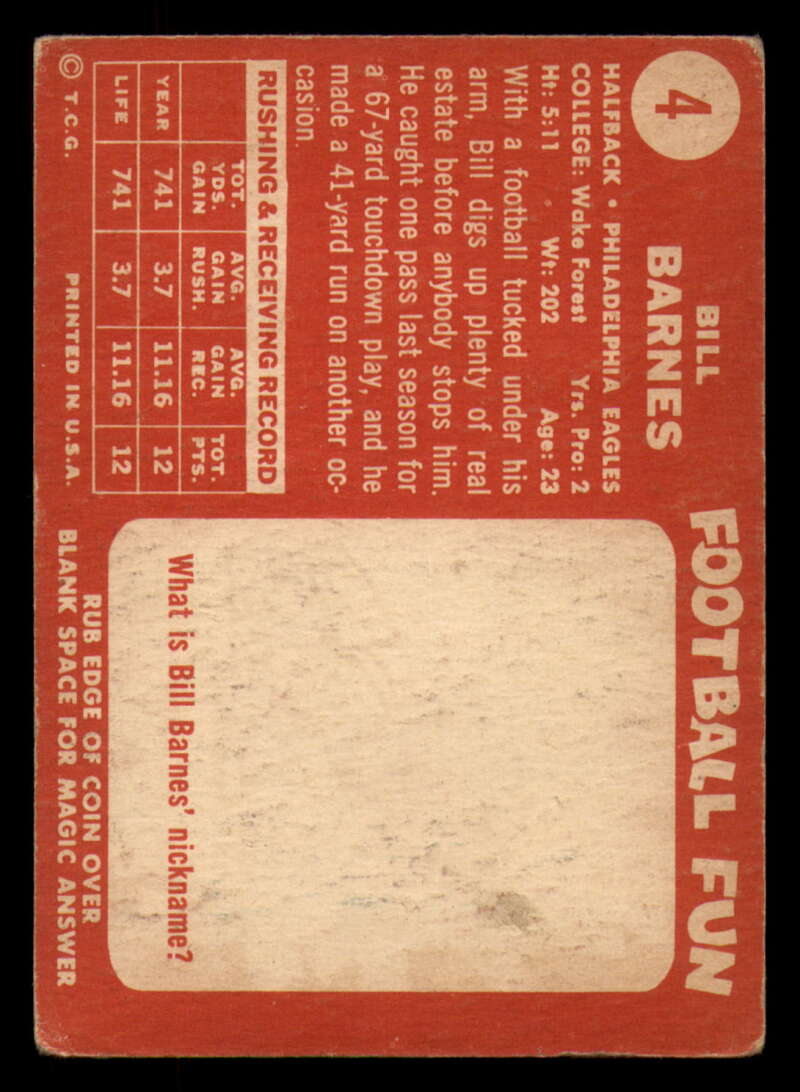 4
BILL
BARNES
HALFBACK • PHILADELPHIA EAGLES
COLLEGE: Wake Forest Yrs. Pro: 2
Ht: 5-11 Wt: 202 Age: 23
With a football tucked under his
arm, Bill digs up plenty of real
estate before anybody stops him.
He caught one pass last season for
a 67-yard touchdown play, and he
made a 41-yard run on another oc-
casion.
RUSHING & RECEIVING RECORD
TOT. YDS. GAIN AVG. GAIN RUSH. AVG. GAIN REC. TOT. PTS.
YEAR 741 3.7 11.16 12
LIFE 741 3.7 11.16 12
© T.C.G. PRINTED IN U.S.A.
FOOTBALL FUN
What is Bill Barnes' nickname?
RUB EDGE OF COIN OVER
BLANK SPACE FOR MAGIC ANSWER